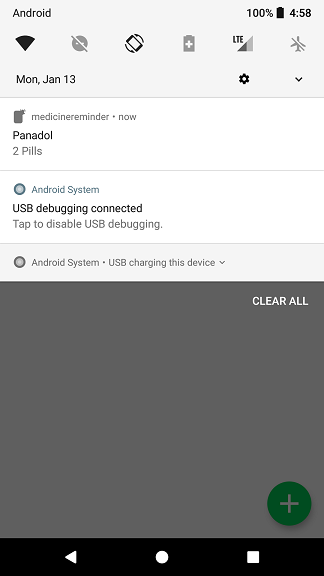 Android
100% 4:58
LTE
Mon, Jan 13
medicinereminder • now
Panadol
2 Pills
Android System
USB debugging connected
Tap to disable USB debugging.
Android System • USB charging this device
CLEAR ALL